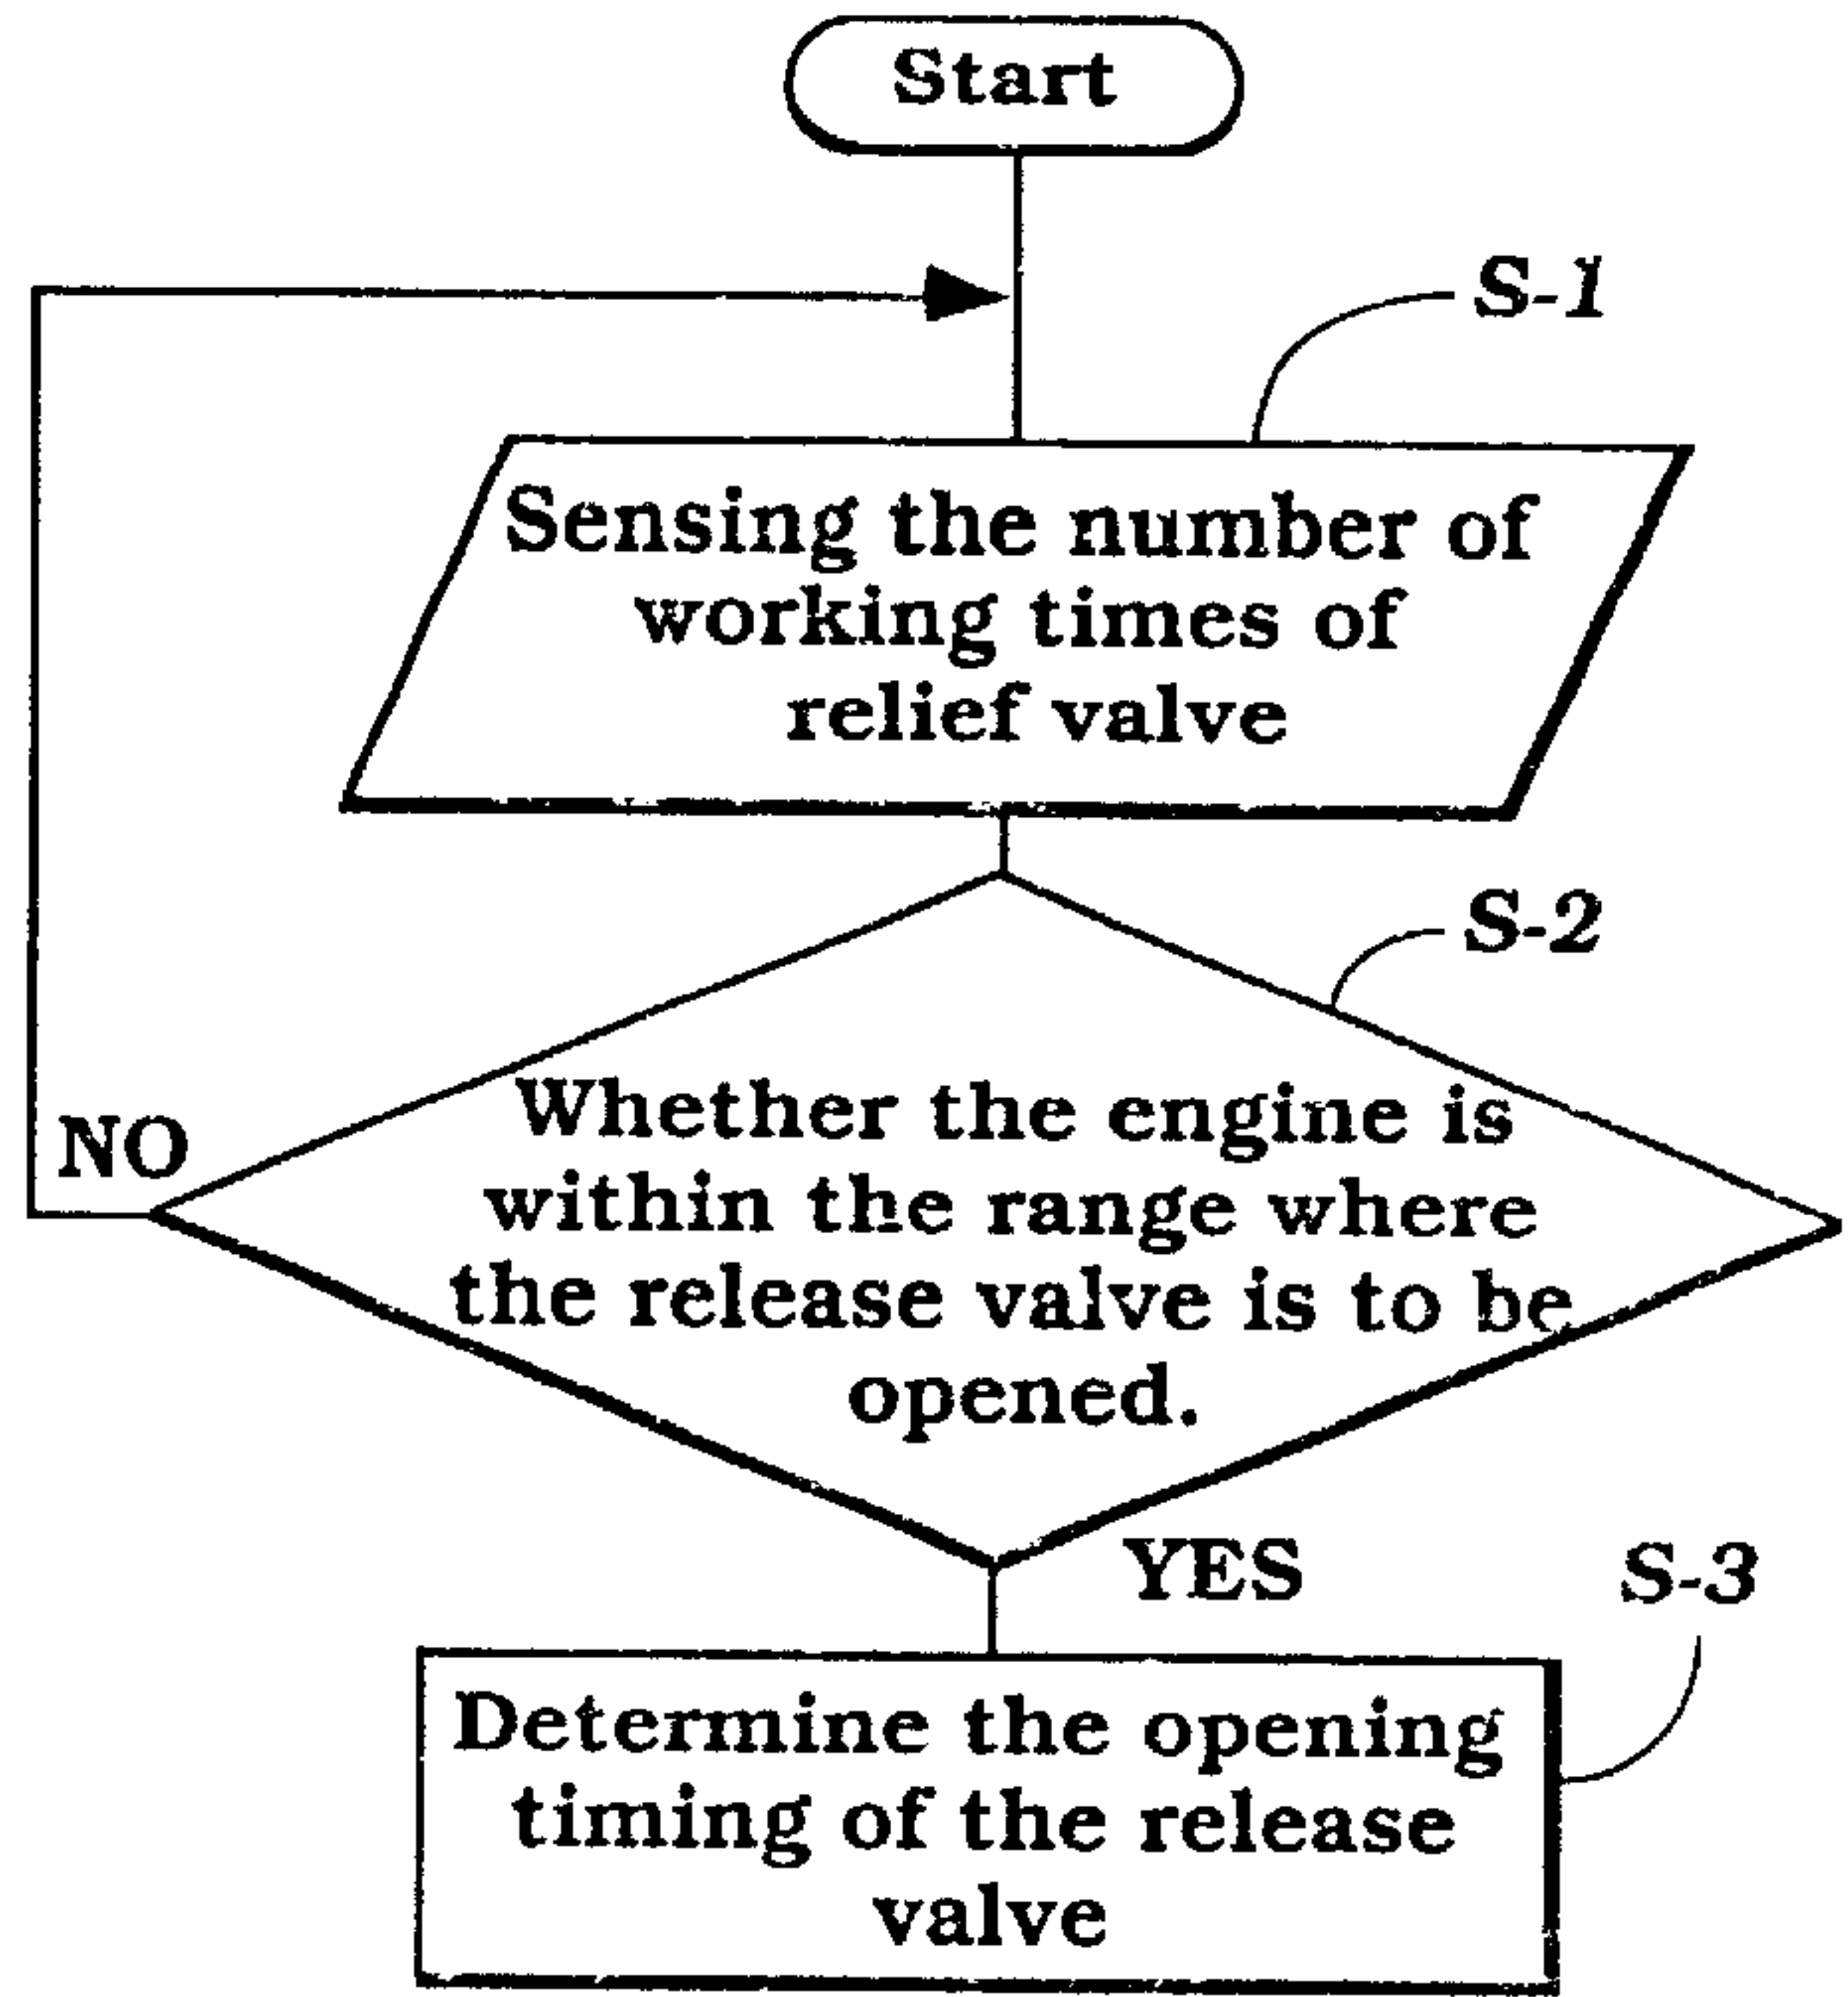 Start
S-1
Sensing the number of
working times of
relief valve
S-2
Whether the engine is
within the range where
the release valve is to be
opened.
NO
YES
S-3
Determine the opening
timing of the release
valve